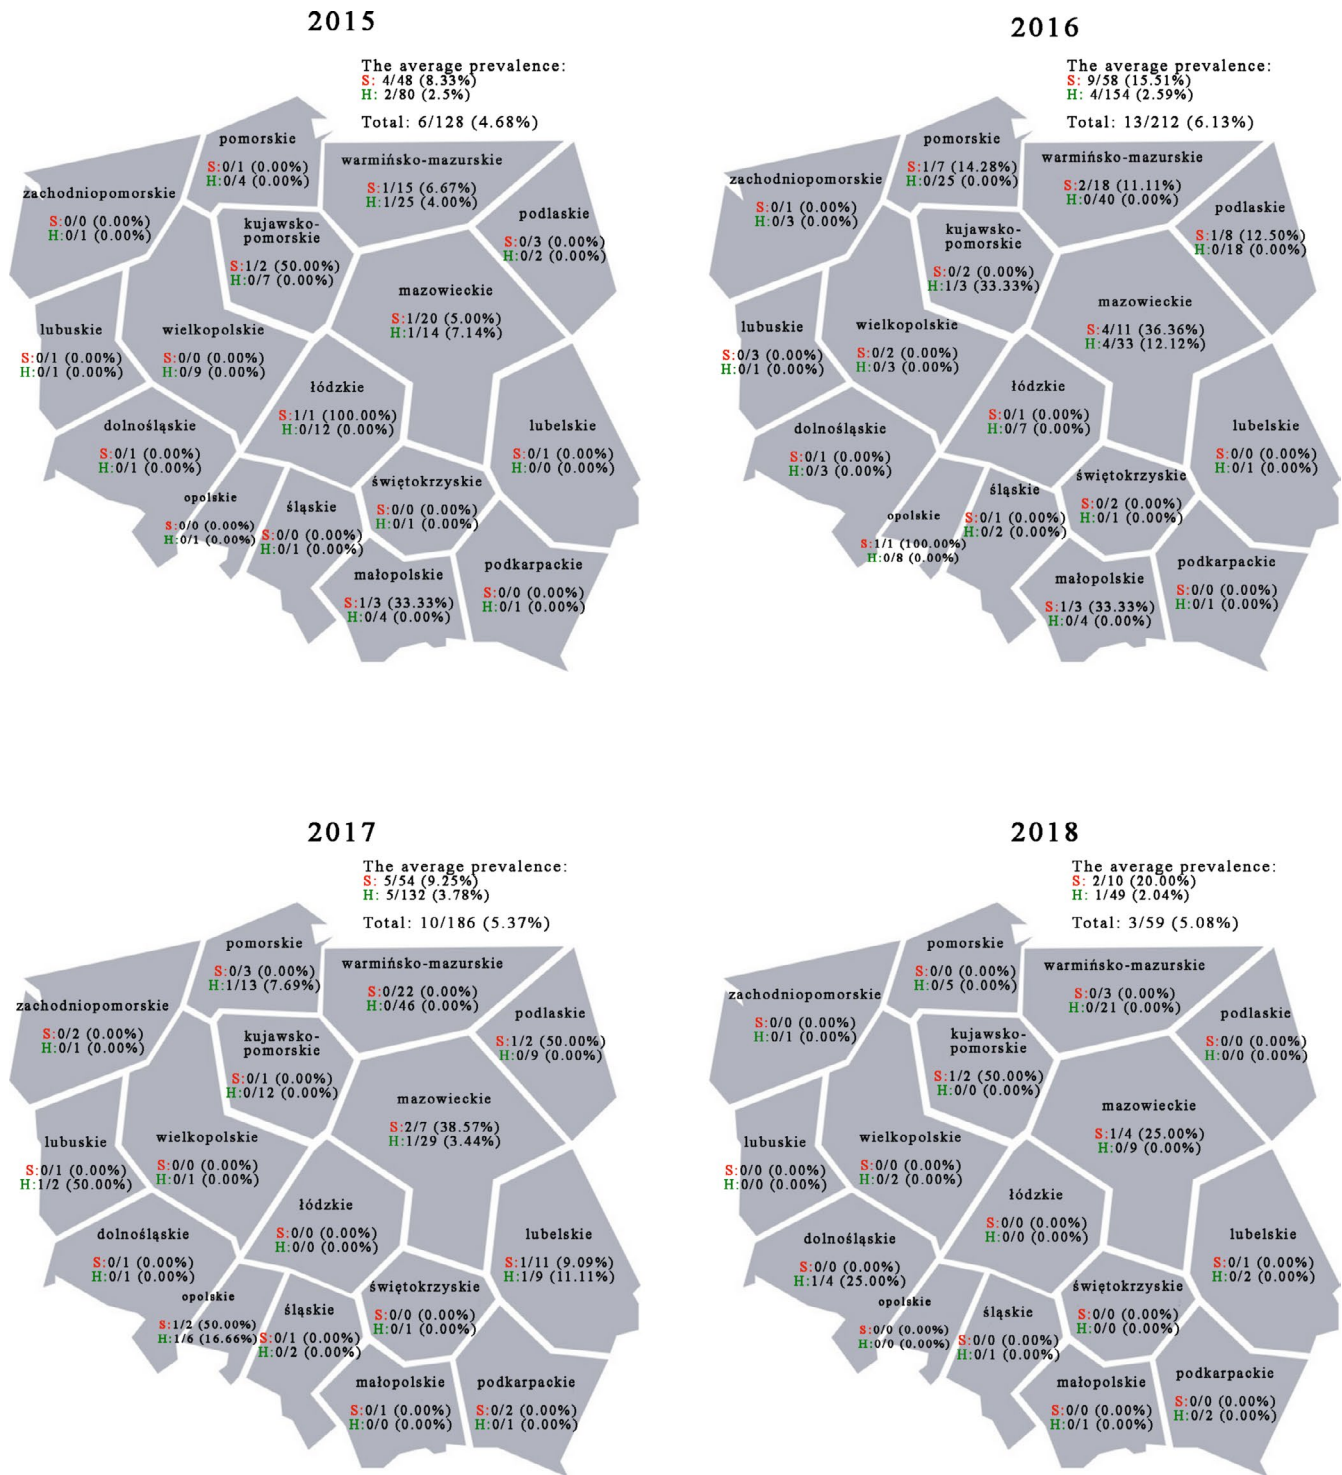 2015
The average prevalence:
S: 4/48 (8.33%)
H: 2/80 (2.5%)
Total: 6/128 (4.68%)
pomorskie
S:0/1 (0.00%)
H:0/4 (0.00%)
warmińsko-mazurskie
S:1/15 (6.67%)
H:1/25 (4.00%)
zachodniopomorskie
S:0/0 (0.00%)
H:0/1 (0.00%)
kujawsko-
pomorskie
S:1/2 (50.00%)
H:0/7 (0.00%)
podlaskie
S:0/3 (0.00%)
H:0/2 (0.00%)
mazowieckie
S:1/20 (5.00%)
H:1/14 (7.14%)
lubuskie
S:0/1 (0.00%)
H:0/1 (0.00%)
wielkopolskie
S:0/0 (0.00%)
H:0/9 (0.00%)
łódzkie
S:1/1 (100.00%)
H:0/12 (0.00%)
dolnośląskie
S:0/1 (0.00%)
H:0/1 (0.00%)
lubelskie
S:0/1 (0.00%)
H:0/0 (0.00%)
opolskie
S:0/0 (0.00%)
H:0/1 (0.00%)
śląskie
S:0/0 (0.00%)
H:0/1 (0.00%)
świętokrzyskie
S:0/0 (0.00%)
H:0/1 (0.00%)
małopolskie
S:1/3 (33.33%)
H:0/4 (0.00%)
podkarpackie
S:0/0 (0.00%)
H:0/1 (0.00%)
2016
The average prevalence:
S: 9/58 (15.51%)
H: 4/154 (2.59%)
Total: 13/212 (6.13%)
pomorskie
S:1/7 (14.28%)
H:0/25 (0.00%)
warmińsko-mazurskie
S:2/18 (11.11%)
H:0/40 (0.00%)
zachodniopomorskie
S:0/1 (0.00%)
H:0/3 (0.00%)
kujawsko-
pomorskie
S:0/2 (0.00%)
H:1/3 (33.33%)
podlaskie
S:1/8 (12.50%)
H:0/18 (0.00%)
mazowieckie
S:4/11 (36.36%)
H:4/33 (12.12%)
lubuskie
S:0/3 (0.00%)
H:0/1 (0.00%)
wielkopolskie
S:0/2 (0.00%)
H:0/3 (0.00%)
łódzkie
S:0/1 (0.00%)
H:0/7 (0.00%)
dolnośląskie
S:0/1 (0.00%)
H:0/3 (0.00%)
lubelskie
S:0/0 (0.00%)
H:0/1 (0.00%)
opolskie
S:1/1 (100.00%)
H:0/8 (0.00%)
śląskie
S:0/1 (0.00%)
H:0/2 (0.00%)
świętokrzyskie
S:0/2 (0.00%)
H:0/1 (0.00%)
małopolskie
S:1/3 (33.33%)
H:0/4 (0.00%)
podkarpackie
S:0/0 (0.00%)
H:0/1 (0.00%)
2017
The average prevalence:
S: 5/54 (9.25%)
H: 5/132 (3.78%)
Total: 10/186 (5.37%)
pomorskie
S:0/3 (0.00%)
H:1/13 (7.69%)
warmińsko-mazurskie
S:0/22 (0.00%)
H:0/46 (0.00%)
zachodniopomorskie
S:0/2 (0.00%)
H:0/1 (0.00%)
kujawsko-
pomorskie
S:0/1 (0.00%)
H:0/12 (0.00%)
podlaskie
S:1/2 (50.00%)
H:0/9 (0.00%)
mazowieckie
S:2/7 (38.57%)
H:1/29 (3.44%)
lubuskie
S:0/1 (0.00%)
H:1/2 (50.00%)
wielkopolskie
S:0/0 (0.00%)
H:0/1 (0.00%)
łódzkie
S:0/0 (0.00%)
H:0/0 (0.00%)
dolnośląskie
S:0/1 (0.00%)
H:0/1 (0.00%)
lubelskie
S:1/11 (9.09%)
H:1/9 (11.11%)
opolskie
S:1/2 (50.00%)
H:1/6 (16.66%)
śląskie
S:0/1 (0.00%)
H:0/2 (0.00%)
świętokrzyskie
S:0/0 (0.00%)
H:0/1 (0.00%)
małopolskie
S:0/1 (0.00%)
H:0/0 (0.00%)
podkarpackie
S:0/2 (0.00%)
H:0/1 (0.00%)
2018
The average prevalence:
S: 2/10 (20.00%)
H: 1/49 (2.04%)
Total: 3/59 (5.08%)
pomorskie
S:0/0 (0.00%)
H:0/5 (0.00%)
warmińsko-mazurskie
S:0/3 (0.00%)
H:0/21 (0.00%)
zachodniopomorskie
S:0/0 (0.00%)
H:0/1 (0.00%)
kujawsko-
pomorskie
S:1/2 (50.00%)
H:0/0 (0.00%)
podlaskie
S:0/0 (0.00%)
H:0/0 (0.00%)
mazowieckie
S:1/4 (25.00%)
H:0/9 (0.00%)
lubuskie
S:0/0 (0.00%)
H:0/0 (0.00%)
wielkopolskie
S:0/0 (0.00%)
H:0/2 (0.00%)
łódzkie
S:0/0 (0.00%)
H:0/0 (0.00%)
dolnośląskie
S:0/0 (0.00%)
H:1/4 (25.00%)
lubelskie
S:0/1 (0.00%)
H:0/2 (0.00%)
opolskie
S:0/0 (0.00%)
H:0/0 (0.00%)
śląskie
S:0/0 (0.00%)
H:0/1 (0.00%)
świętokrzyskie
S:0/0 (0.00%)
H:0/0 (0.00%)
małopolskie
S:0/0 (0.00%)
H:0/1 (0.00%)
podkarpackie
S:0/0 (0.00%)
H:0/2 (0.00%)